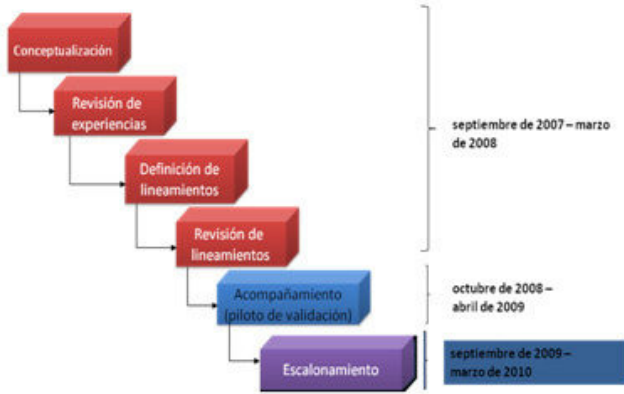 Conceptualización
Revisión de
experiencias
Definición de
lineamientos
Revisión de
lineamientos
Acompañamiento
(piloto de validación)
Escalonamiento
septiembre de 2007 – marzo
de 2008
octubre de 2008 –
abril de 2009
septiembre de 2009 –
marzo de 2010